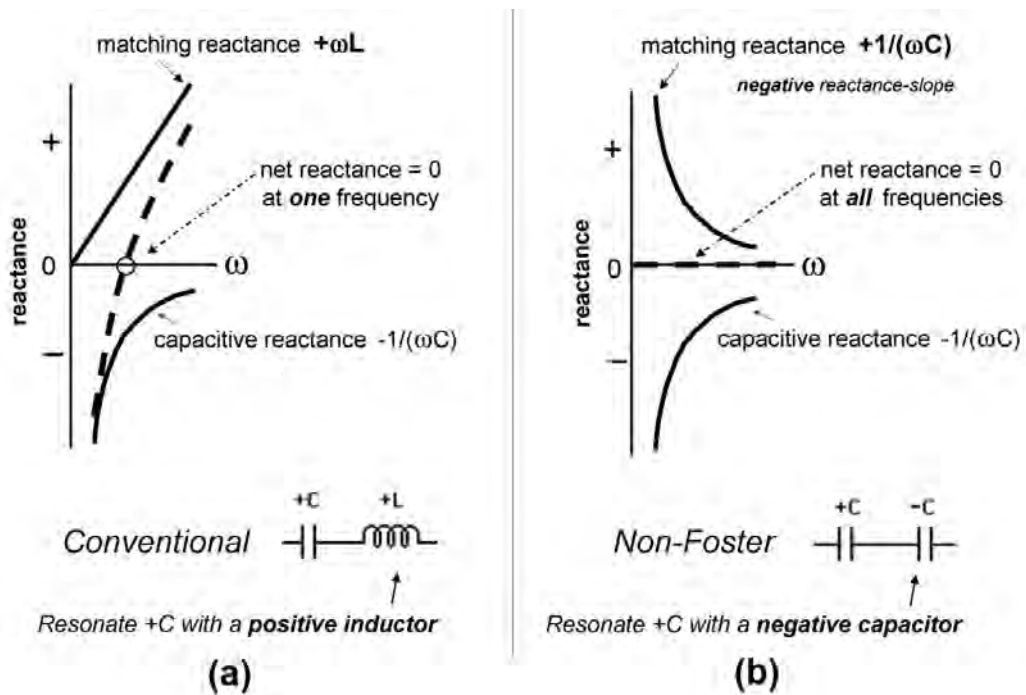 matching reactance +ωL
+
net reactance = 0
at one frequency
reactance
0
ω
−
capacitive reactance -1/(ωC)
+C
+L
Conventional
Resonate +C with a positive inductor
(a)
matching reactance +1/(ωC)
negative reactance-slope
+
net reactance = 0
at all frequencies
reactance
0
ω
−
capacitive reactance -1/(ωC)
+C
−C
Non-Foster
Resonate +C with a negative capacitor
(b)